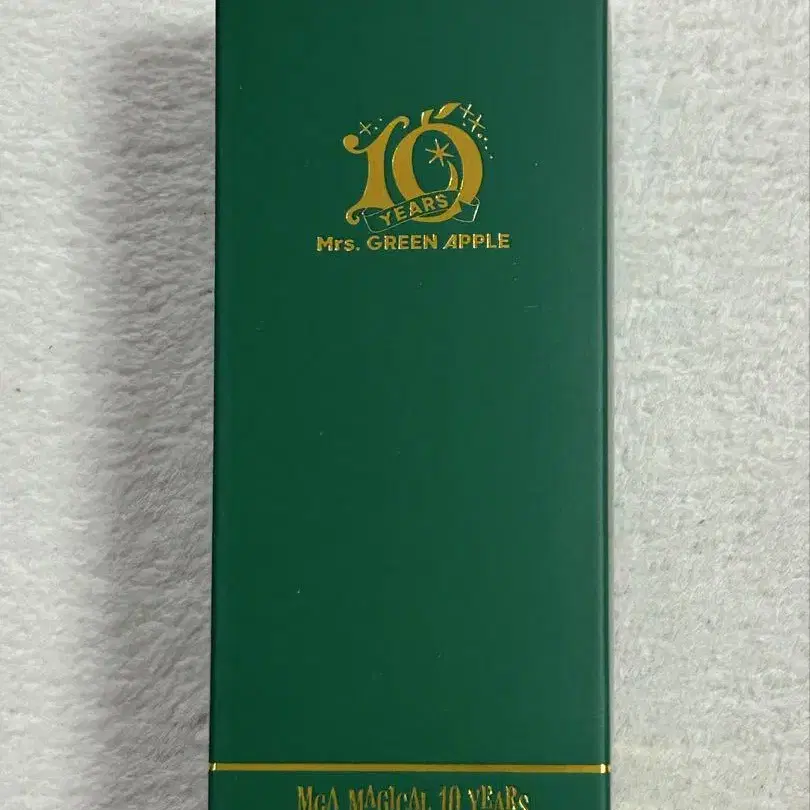 10
YEARS
Mrs. GREEN APPLE
MGA MAGICAL 10 YEARS